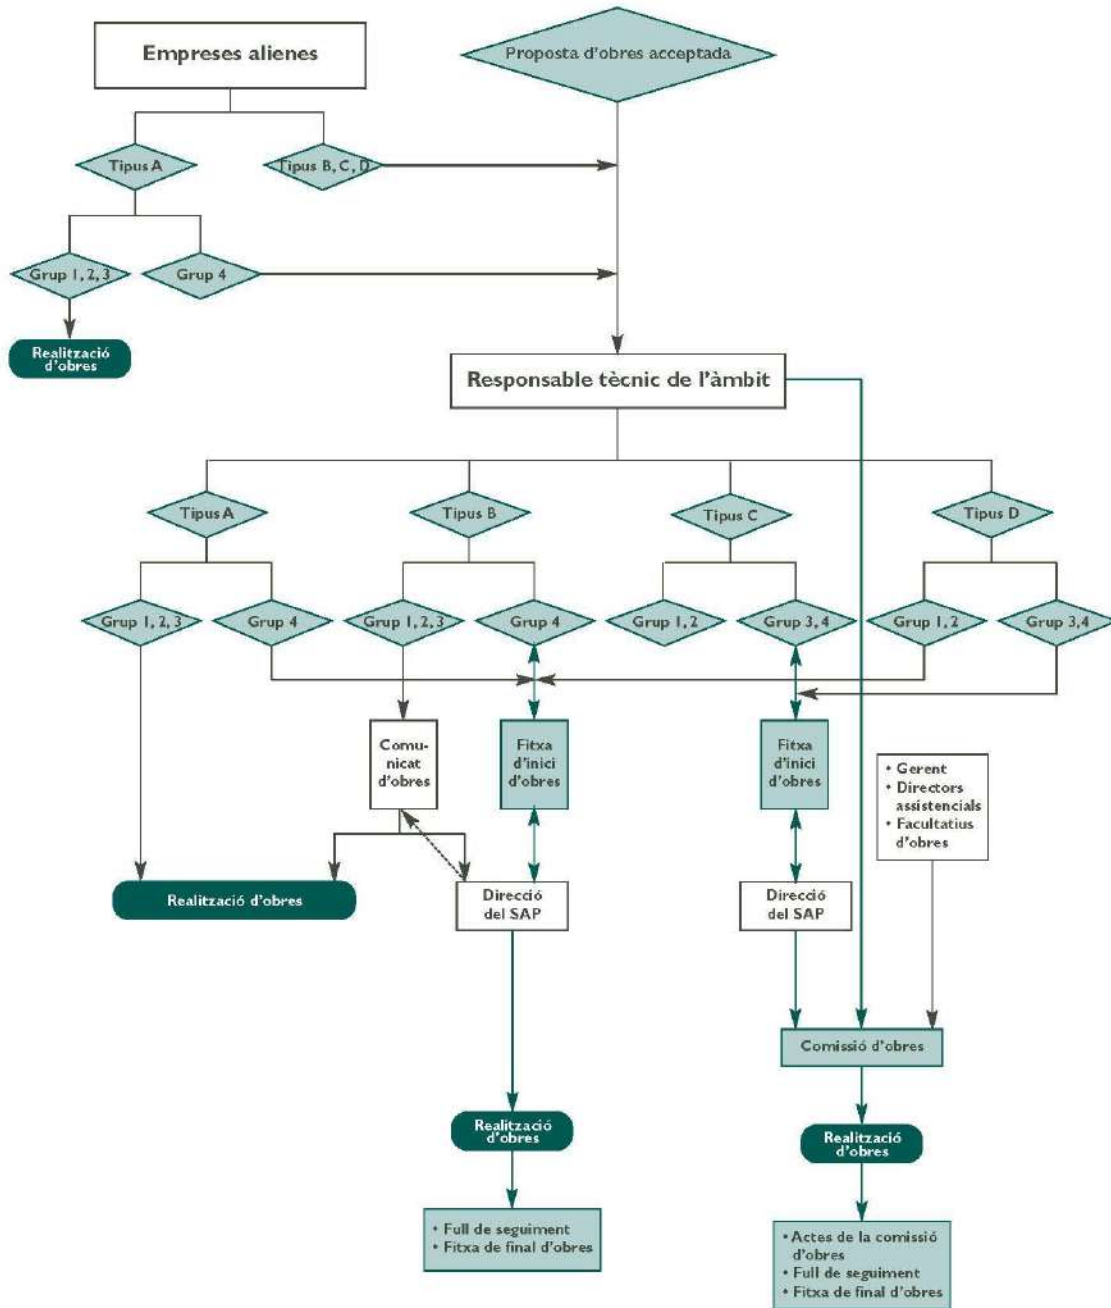 Empreses alienes
Proposta d'obres acceptada
Tipus A
Tipus B, C, D
Grup 1, 2, 3
Grup 4
Realització
d'obres
Responsable tècnic de l'àmbit
Tipus A
Tipus B
Tipus C
Tipus D
Grup 1, 2, 3
Grup 4
Grup 1, 2, 3
Grup 4
Grup 1, 2
Grup 3, 4
Grup 1, 2
Grup 3, 4
Comu-
nicat
d'obres
Fitxa
d'inici
d'obres
Fitxa
d'inici
d'obres
• Gerent
• Directors
assistencials
• Facultatius
d'obres
Realització d'obres
Direcció
del SAP
Direcció
del SAP
Comissió d'obres
Realització
d'obres
Realització
d'obres
• Full de seguiment
• Fitxa de final d'obres
• Actes de la comissió
d'obres
• Full de seguiment
• Fitxa de final d'obres